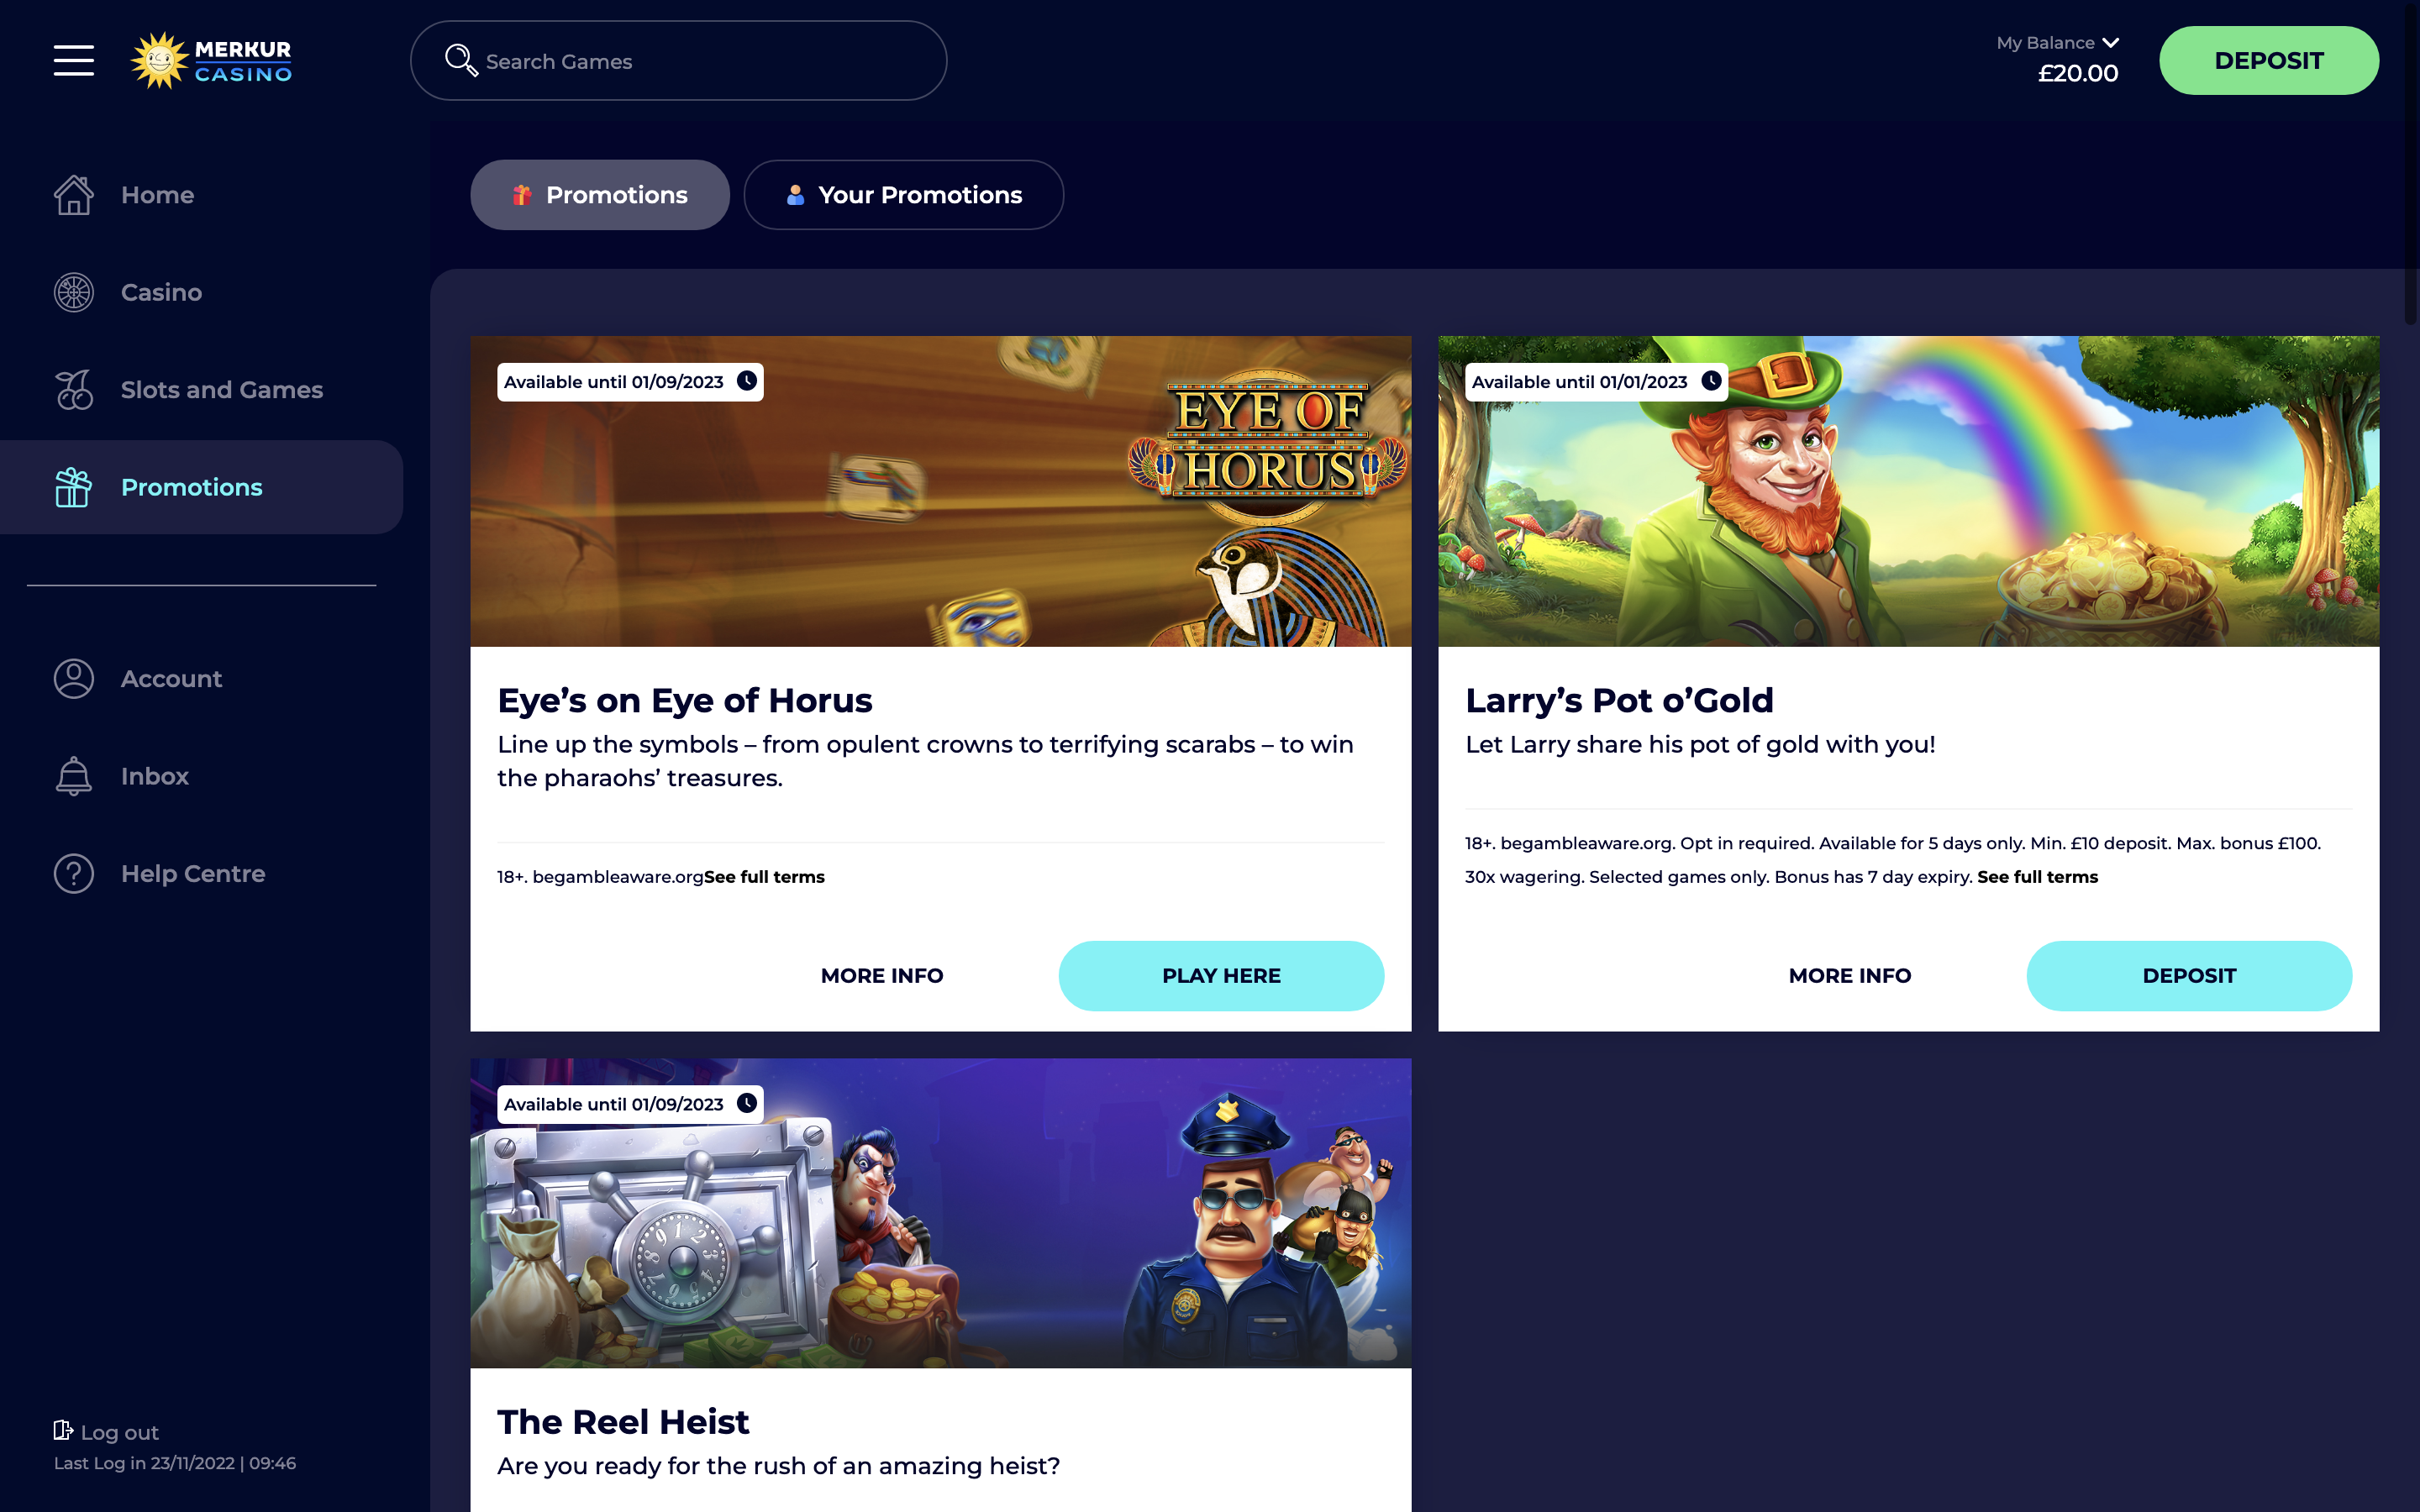 MERKUR
CASINO
Search Games
My Balance
£20.00
DEPOSIT
Home
Casino
Slots and Games
Promotions
Account
Inbox
Help Centre
Log out
Last Log in 23/11/2022 | 09:46
Promotions
Your Promotions
Available until 01/09/2023
EYE OF
HORUS
Eye’s on Eye of Horus
Line up the symbols – from opulent crowns to terrifying scarabs – to win
the pharaohs’ treasures.
18+. begambleaware.orgSee full terms
MORE INFO
PLAY HERE
Available until 01/01/2023
Larry’s Pot o’Gold
Let Larry share his pot of gold with you!
18+. begambleaware.org. Opt in required. Available for 5 days only. Min. £10 deposit. Max. bonus £100.
30x wagering. Selected games only. Bonus has 7 day expiry. See full terms
MORE INFO
DEPOSIT
Available until 01/09/2023
The Reel Heist
Are you ready for the rush of an amazing heist?